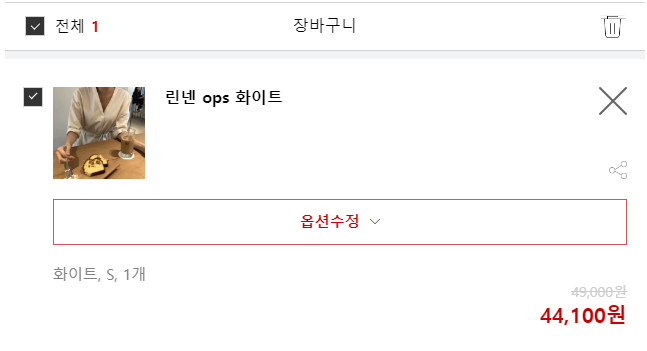 전체 1
장바구니
린넨 ops 화이트
옵션수정
화이트, S, 1개
49,000원
44,100원